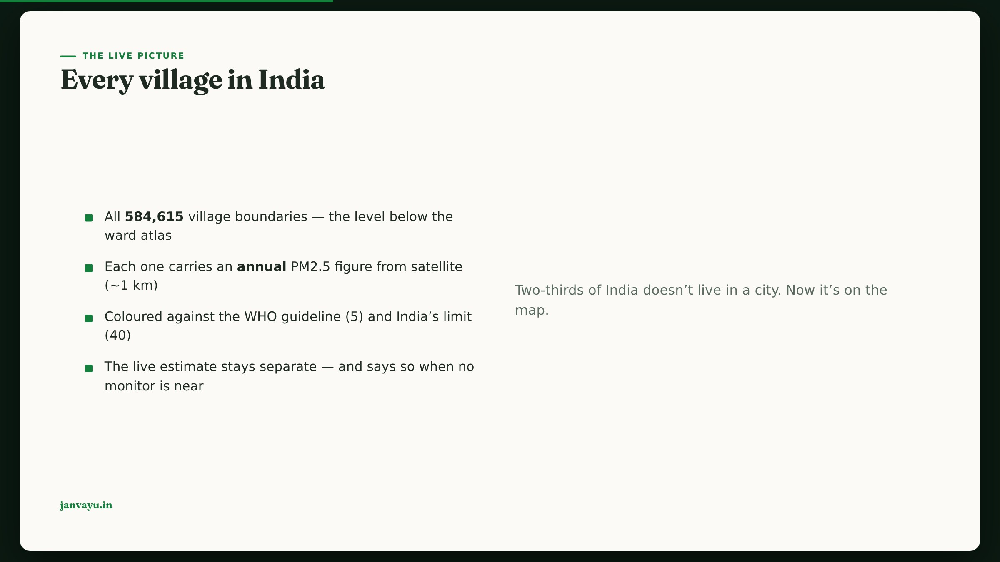 THE LIVE PICTURE
Every village in India
All 584,615 village boundaries — the level below the
ward atlas
Each one carries an annual PM2.5 figure from satellite
(~1 km)
Coloured against the WHO guideline (5) and India’s limit
(40)
The live estimate stays separate — and says so when no
monitor is near
Two-thirds of India doesn’t live in a city. Now it’s on the
map.
janvayu.in